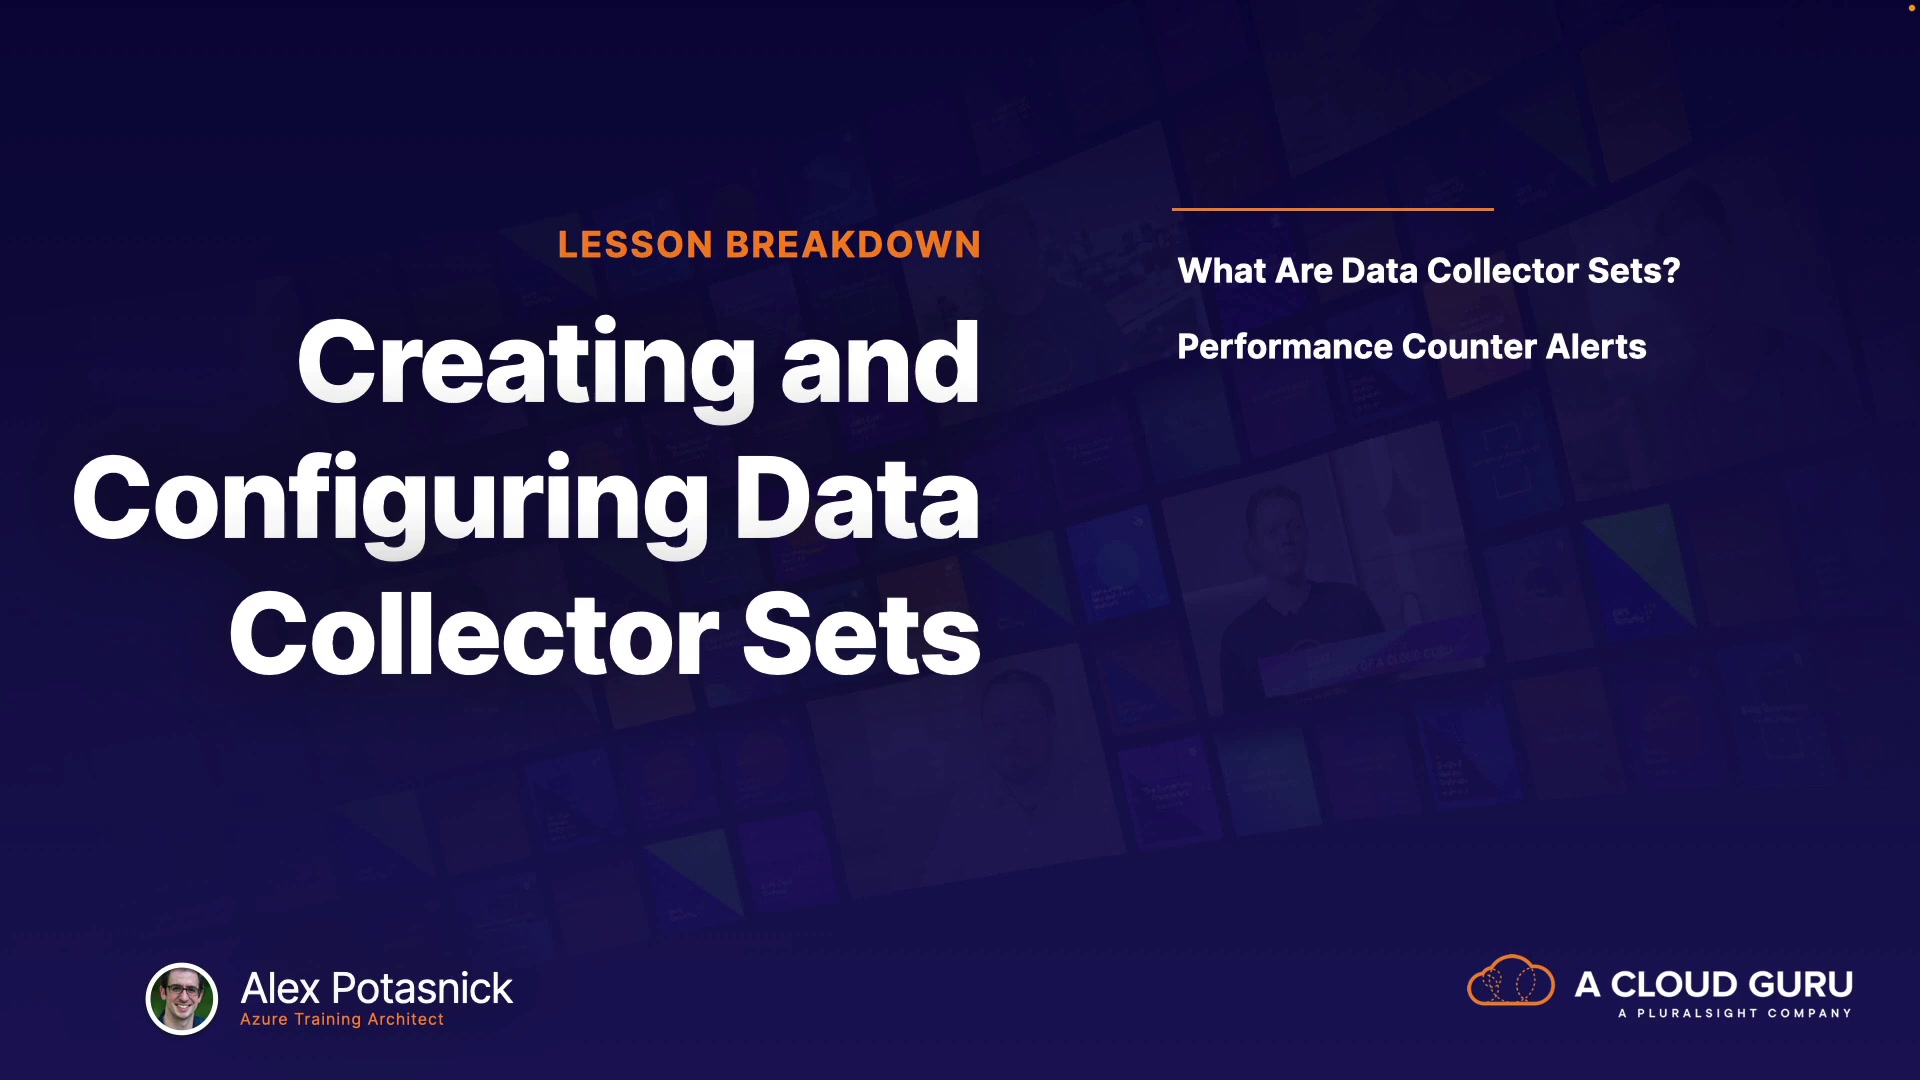 LESSON BREAKDOWN
Creating and
Configuring Data
Collector Sets
What Are Data Collector Sets?
Performance Counter Alerts
Alex Potasnick
Azure Training Architect
A CLOUD GURU
A PLURALSIGHT COMPANY